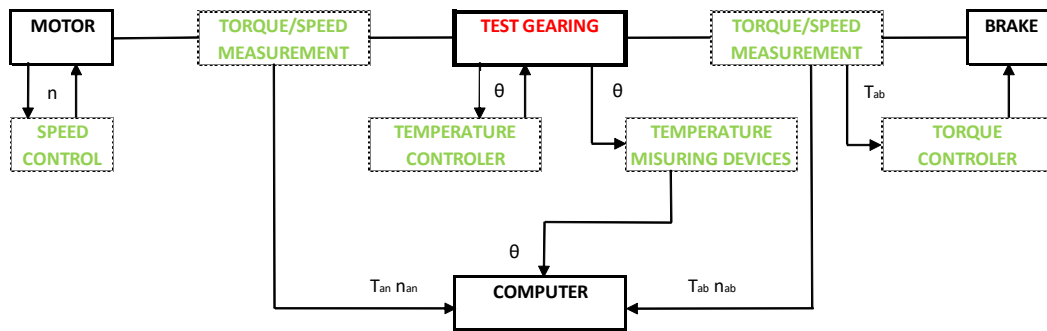 MOTOR
TORQUE/SPEED
MEASUREMENT
TEST GEARING
TORQUE/SPEED
MEASUREMENT
BRAKE
n
θ
θ
Tab
SPEED
CONTROL
TEMPERATURE
CONTROLER
TEMPERATURE
MISURING DEVICES
TORQUE
CONTROLER
θ
Tan nan
COMPUTER
Tab nab